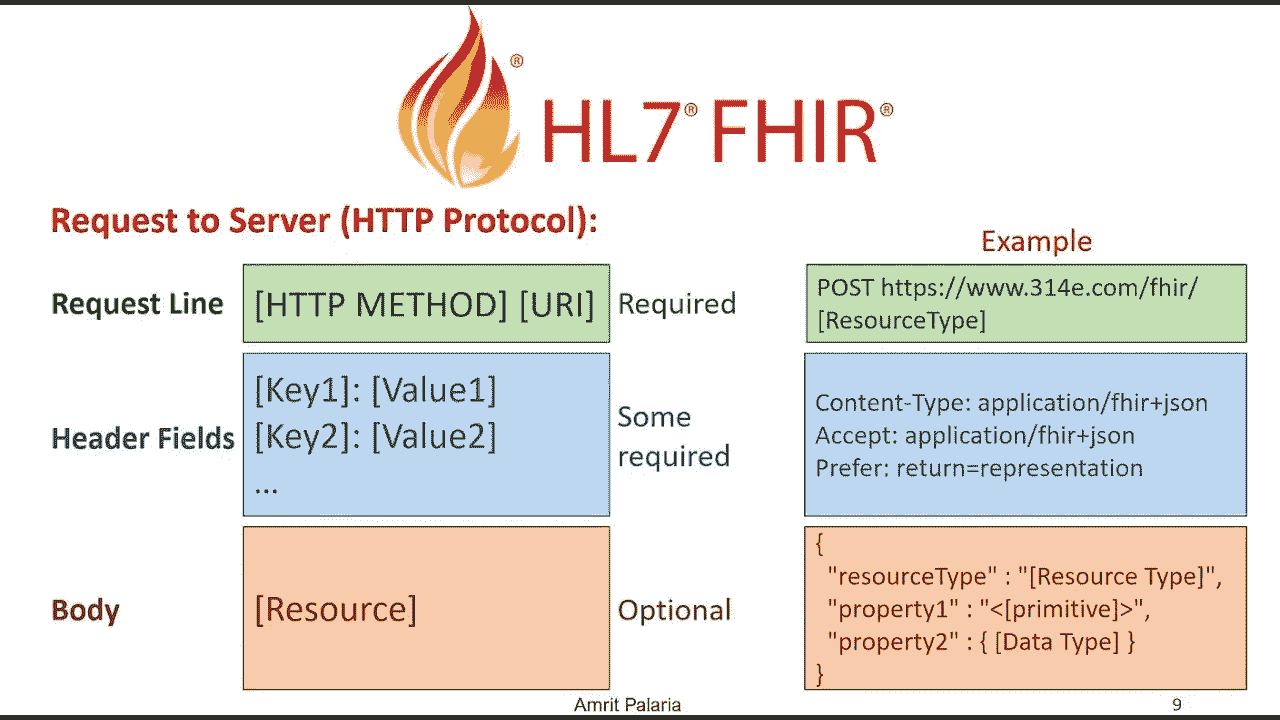 HL7® FHIR®
®
Request to Server (HTTP Protocol):
Example
Request Line
[HTTP METHOD] [URI]
Required
POST https://www.314e.com/fhir/
[ResourceType]
Header Fields
[Key1]: [Value1]
[Key2]: [Value2]
...
Some
required
Content-Type: application/fhir+json
Accept: application/fhir+json
Prefer: return=representation
Body
[Resource]
Optional
{
"resourceType" : "[Resource Type]",
"property1" : "<[primitive]>",
"property2" : { [Data Type] }
}
Amrit Palaria
9